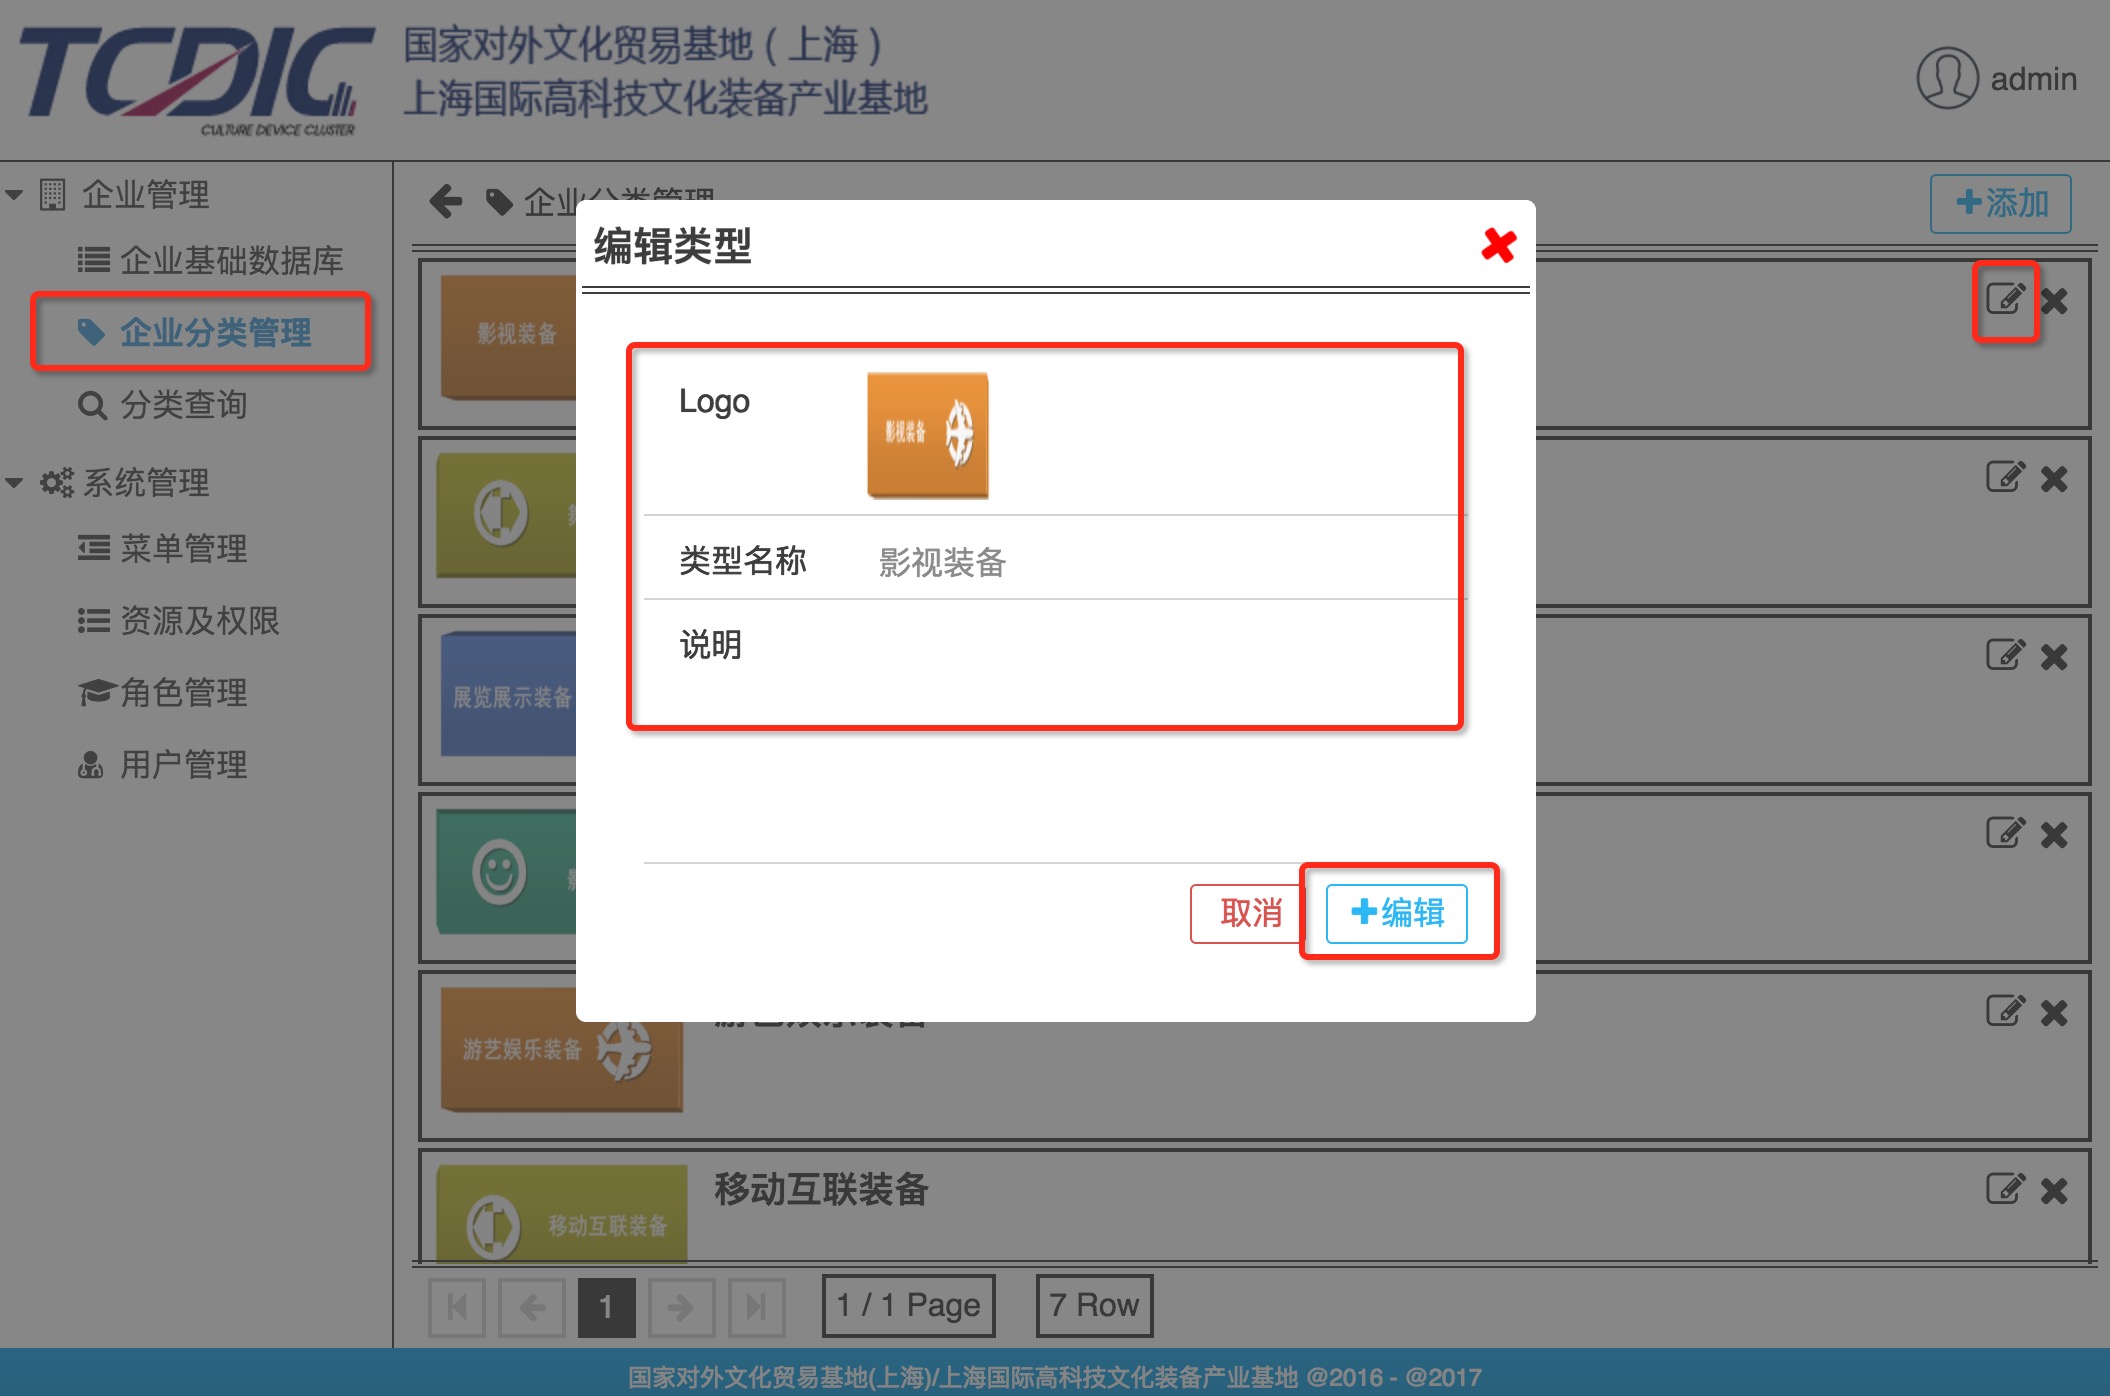 TCDIC
CULTURE DEVICE CLUSTER
国家对外文化贸易基地（上海）
上海国际高科技文化装备产业基地
admin
企业管理
企业基础数据库
企业分类管理
分类查询
系统管理
菜单管理
资源及权限
角色管理
用户管理
企业分类管理
添加
编辑类型
Logo
影视装备
类型名称
影视装备
说明
取消
编辑
影视装备
展览展示装备
游艺娱乐装备
游艺娱乐装备
移动互联装备
移动互联装备
1
1 / 1 Page
7 Row
国家对外文化贸易基地(上海)/上海国际高科技文化装备产业基地 @2016 - @2017